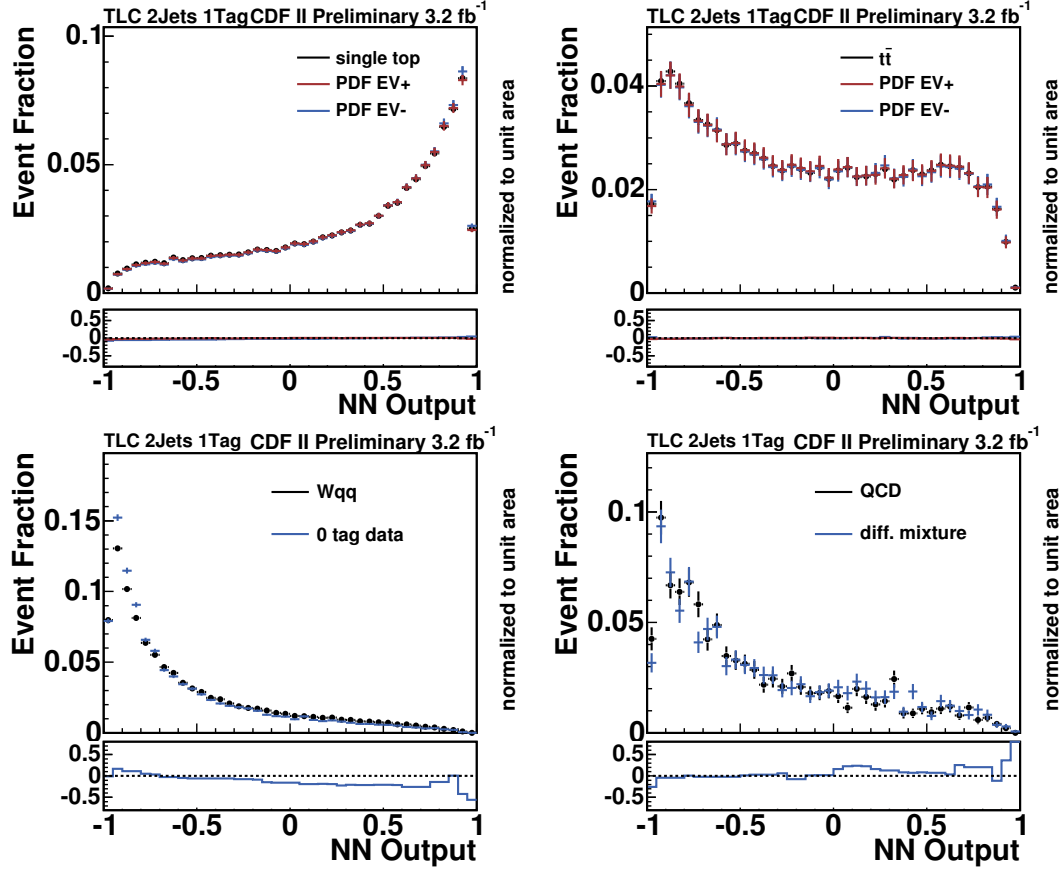 TLC 2Jets 1Tag CDF II Preliminary 3.2 fb-1
Event Fraction
0.1
0.05
0
single top
PDF EV+
PDF EV-
normalized to unit area
0.5
0
-0.5
-1 -0.5 0 0.5 1
NN Output
TLC 2Jets 1Tag CDF II Preliminary 3.2 fb-1
Event Fraction
0.04
0.02
0
tt̄
PDF EV+
PDF EV-
normalized to unit area
0.5
0
-0.5
-1 -0.5 0 0.5 1
NN Output
TLC 2Jets 1Tag CDF II Preliminary 3.2 fb-1
Event Fraction
0.15
0.1
0.05
0
Wqq
0 tag data
normalized to unit area
0.5
0
-0.5
-1 -0.5 0 0.5 1
NN Output
TLC 2Jets 1Tag CDF II Preliminary 3.2 fb-1
Event Fraction
0.1
0.05
0
QCD
diff. mixture
normalized to unit area
0.5
0
-0.5
-1 -0.5 0 0.5 1
NN Output